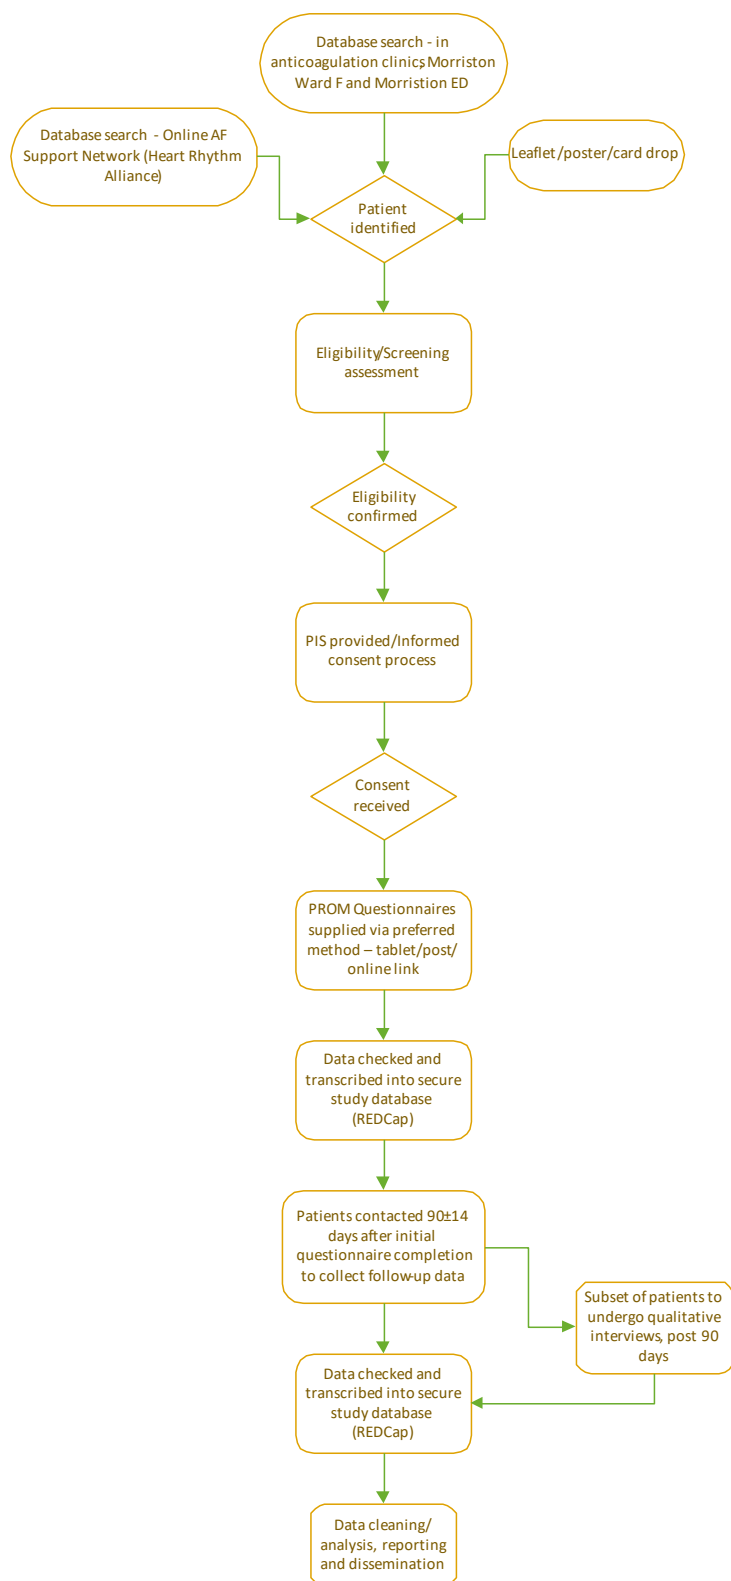 Database search - in
anticoagulation clinics, Morriston
Ward F and Morristion ED
Database search - Online AF
Support Network (Heart Rhythm
Alliance)
Leaflet/poster/card drop
Patient
identified
Eligibility/Screening
assessment
Eligibility
confirmed
PIS provided/Informed
consent process
Consent
received
PROM Questionnaires
supplied via preferred
method – tablet/post/
online link
Data checked and
transcribed into secure
study database
(REDCap)
Patients contacted 90±14
days after initial
questionnaire completion
to collect follow-up data
Subset of patients to
undergo qualitative
interviews, post 90
days
Data checked and
transcribed into secure
study database
(REDCap)
Data cleaning/
analysis, reporting
and dissemination